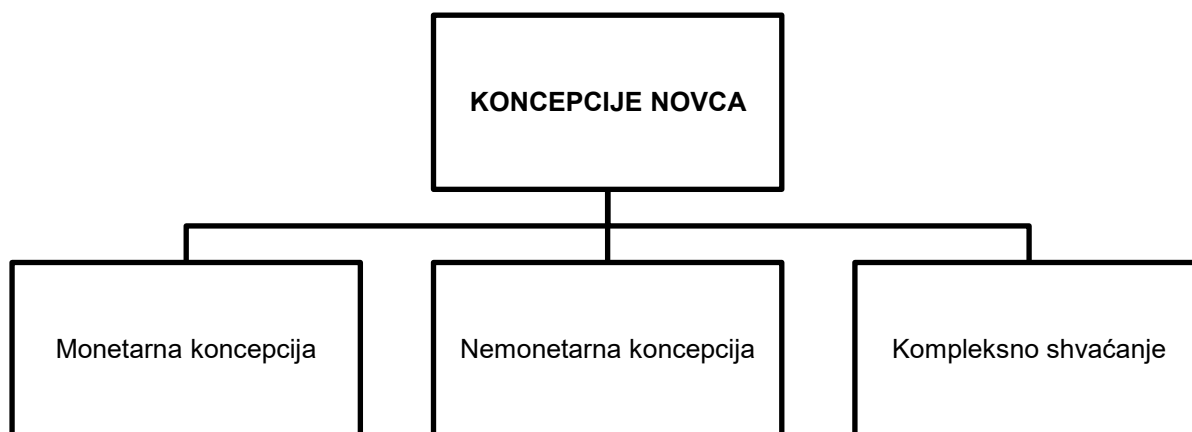 KONCEPCIJE NOVCA
Monetarna koncepcija
Nemonetarna koncepcija
Kompleksno shvaćanje